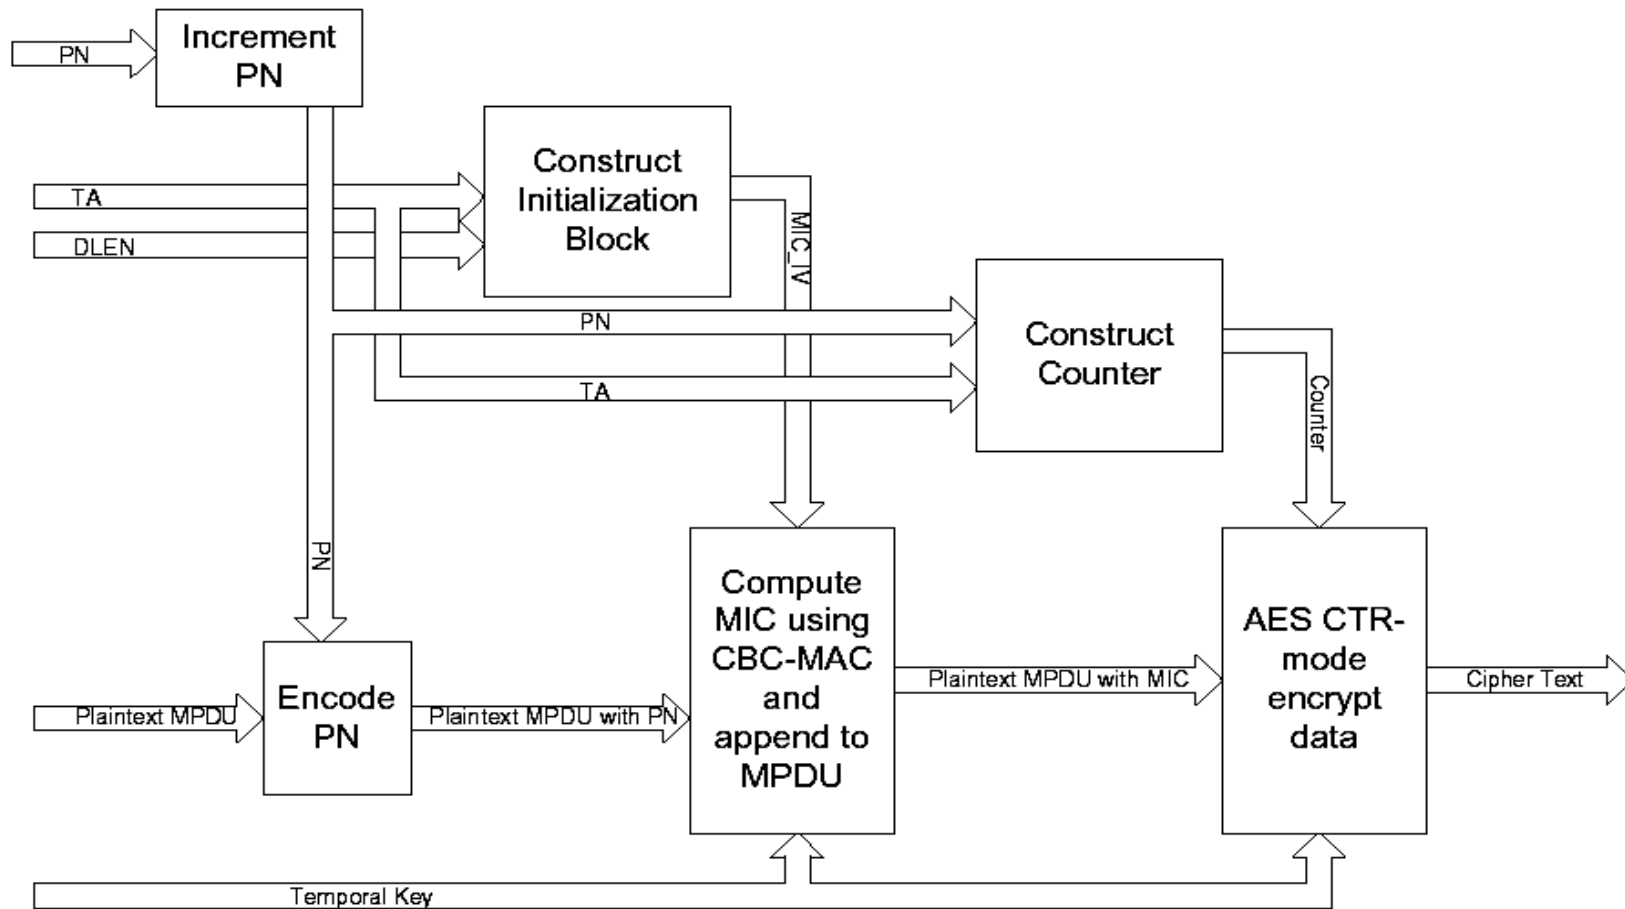 Increment
PN
PN
Construct
Initialization
Block
TA
DLEN
MIC_IV
PN
Construct
Counter
TA
Counter
PN
Compute
MIC using
CBC-MAC
and
append to
MPDU
AES CTR-
mode
encrypt
data
Encode
PN
Plaintext MPDU
Plaintext MPDU with PN
Plaintext MPDU with MIC
Cipher Text
Temporal Key